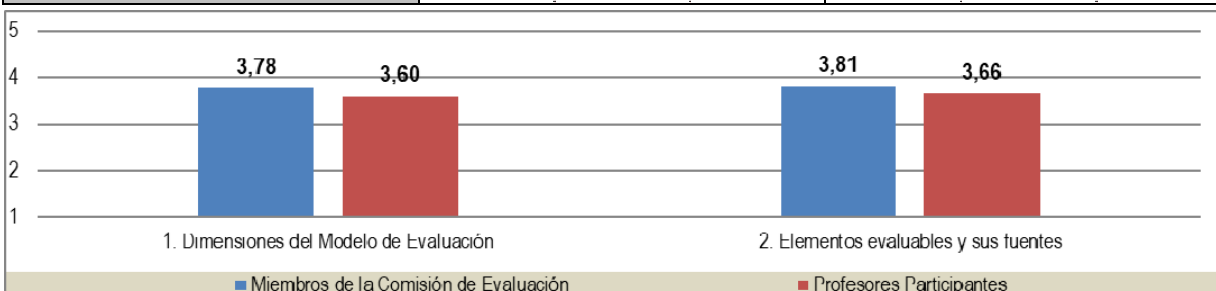 5
3,78 3,60 3,81 3,66
4
3
2
1
1. Dimensiones del Modelo de Evaluación 2. Elementos evaluables y sus fuentes
Miembros de la Comisión de Evaluación Profesores Participantes